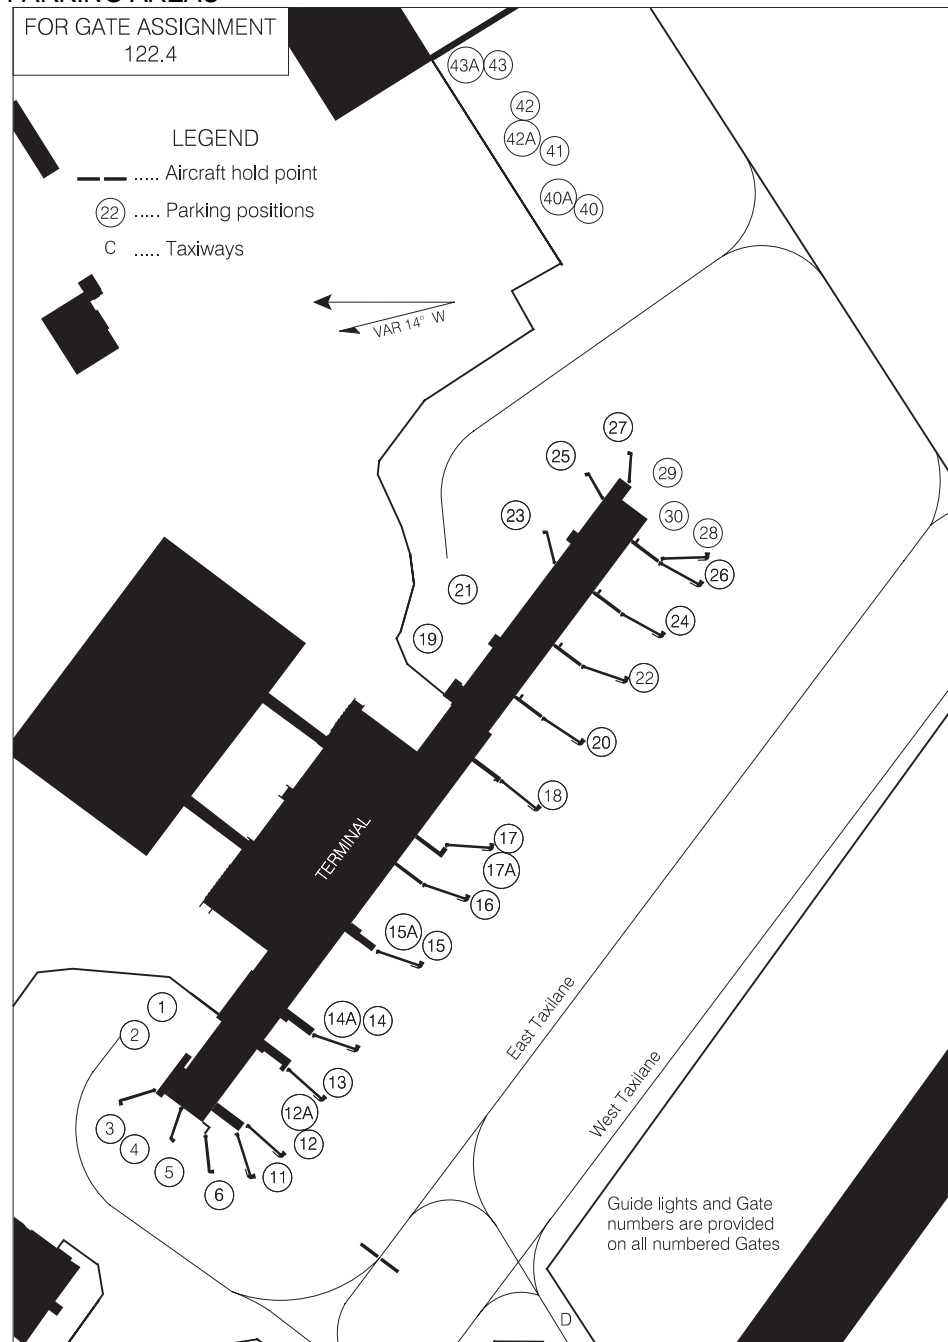 PARKING AREAS
FOR GATE ASSIGNMENT
122.4
LEGEND
..... Aircraft hold point
22 ..... Parking positions
C ..... Taxiways
VAR 14° W
43A 43
42
42A
41
40A
40
27
25
29
23
30
28
26
21
24
19
22
20
18
TERMINAL
17
17A
16
15A
15
1
14A 14
2
East Taxilane
13
West Taxilane
12A
3
12
4
5
11
6
Guide lights and Gate
numbers are provided
on all numbered Gates
D